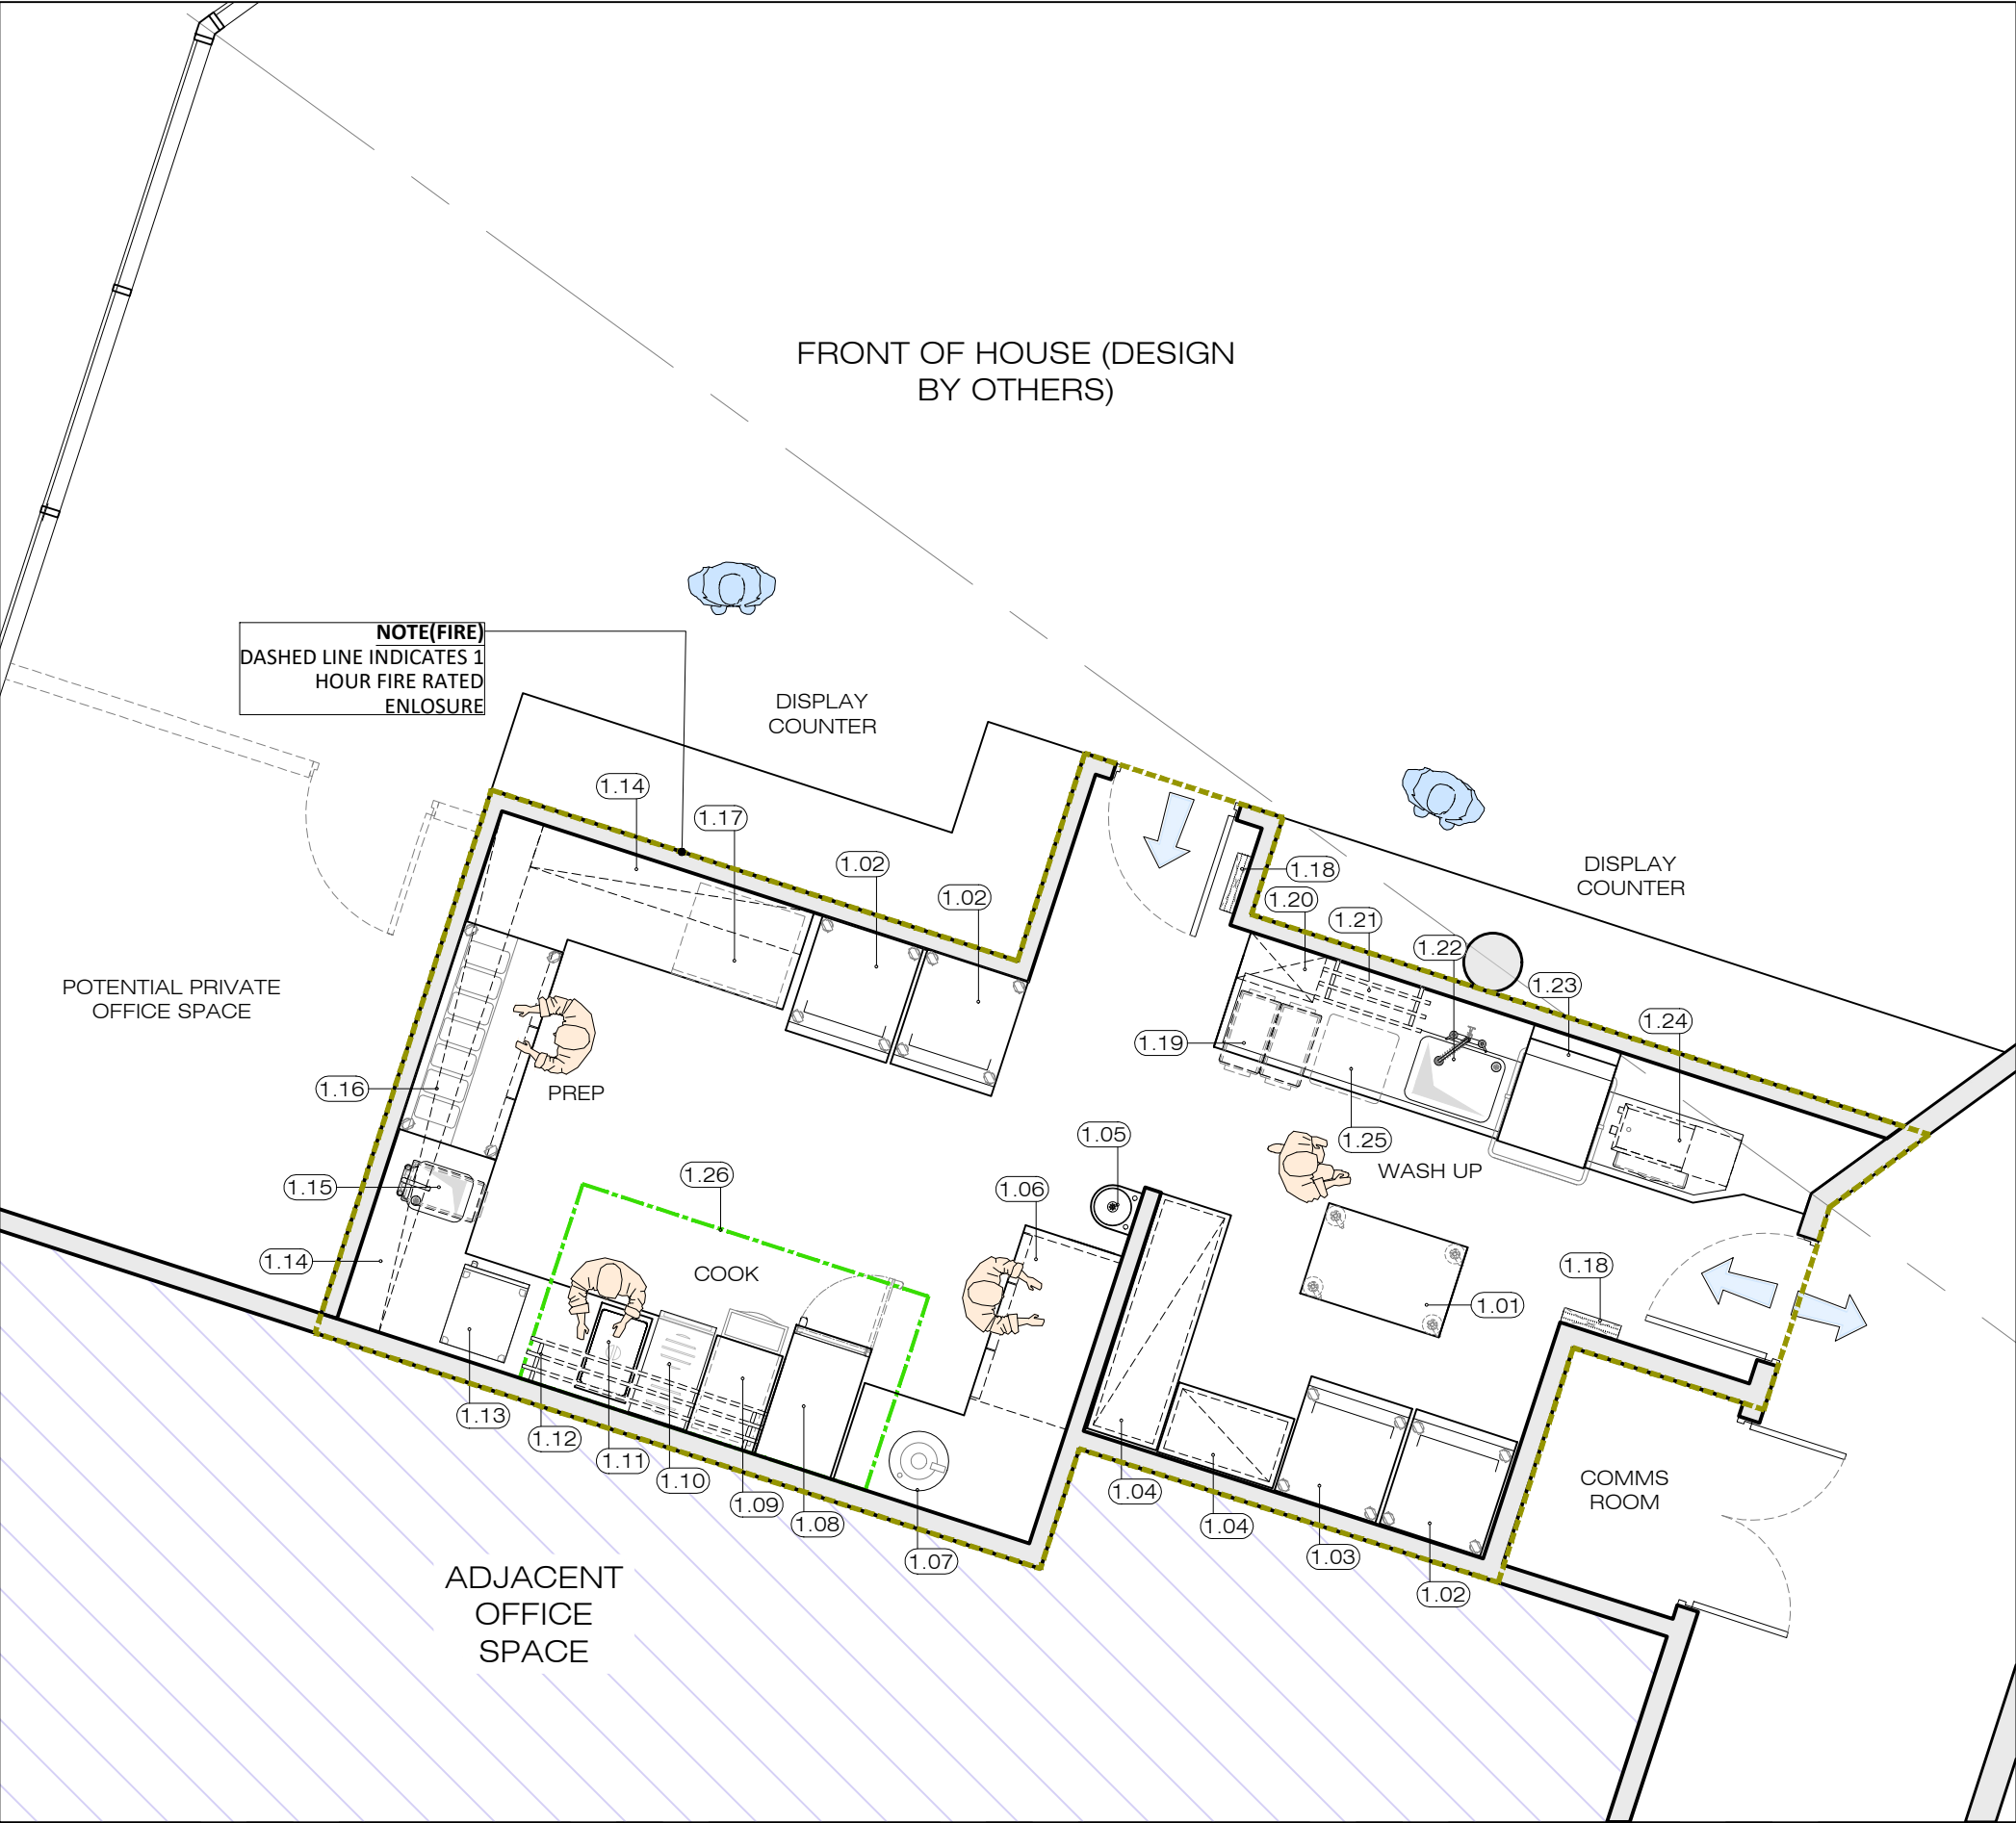 FRONT OF HOUSE (DESIGN
BY OTHERS)
NOTE(FIRE)
DASHED LINE INDICATES 1
HOUR FIRE RATED
ENLOSURE
DISPLAY
COUNTER
1.14
1.17
1.02
1.02
1.18
1.20
1.21
1.22
DISPLAY
COUNTER
1.23
1.24
POTENTIAL PRIVATE
OFFICE SPACE
1.19
1.16
PREP
1.25
1.05
WASH UP
1.15
1.26
1.06
1.14
COOK
1.18
1.01
1.13
1.12
1.11
1.10
1.09
1.08
1.07
1.04
1.04
1.03
1.02
COMMS
ROOM
ADJACENT
OFFICE
SPACE